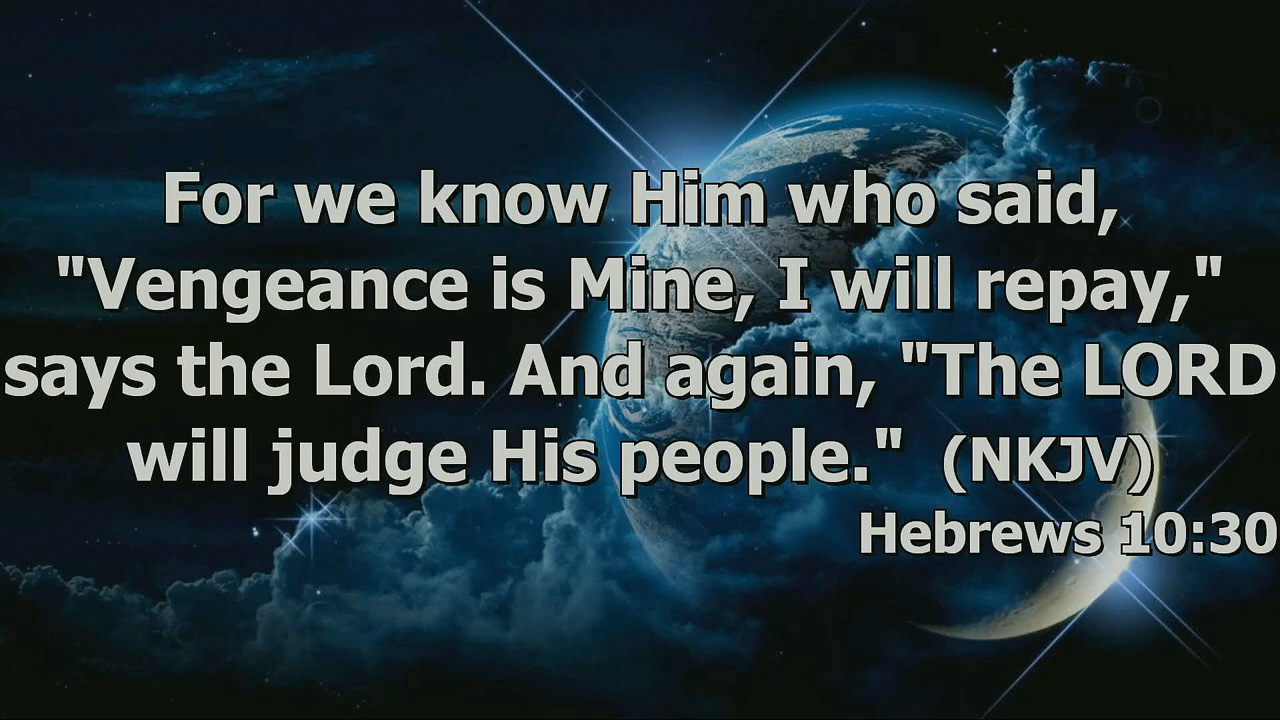 For we know Him who said,
"Vengeance is Mine, I will repay,"
says the Lord. And again, "The LORD
will judge His people." (NKJV)
Hebrews 10:30